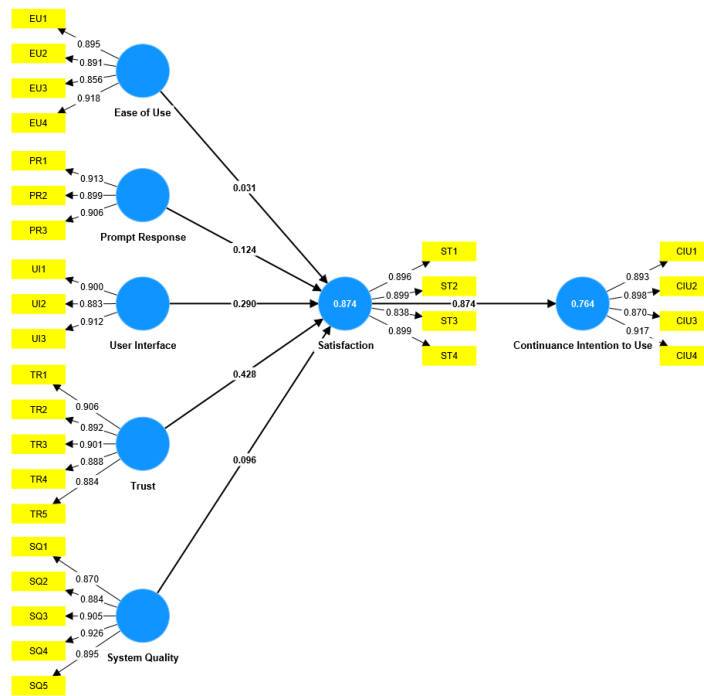 EU1
0.895
EU2
0.891
EU3
0.856
EU4
0.918
Ease of Use
PR1
0.913
PR2
0.899
PR3
0.906
Prompt Response
UI1
0.900
UI2
0.883
UI3
0.912
User Interface
TR1
0.906
TR2
0.892
TR3
0.901
TR4
0.888
TR5
0.884
Trust
SQ1
0.870
SQ2
0.884
SQ3
0.905
SQ4
0.926
SQ5
0.895
System Quality
0.031
0.124
0.290
0.428
0.096
0.874
Satisfaction
ST1
0.896
ST2
0.899
ST3
0.838
ST4
0.899
0.874
0.764
Continuance Intention to Use
CIU1
0.893
CIU2
0.898
CIU3
0.870
CIU4
0.917